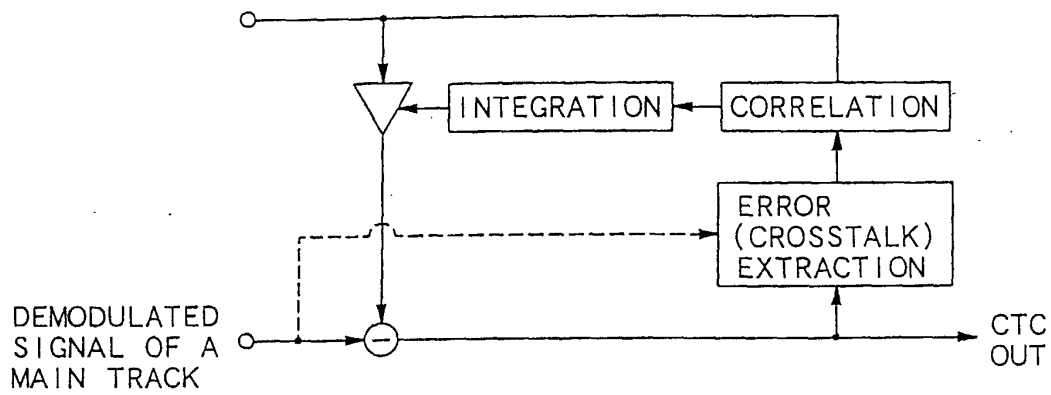 INTEGRATION
CORRELATION
ERROR
(CROSSTALK)
EXTRACTION
DEMODULATED
SIGNAL OF A
MAIN TRACK
−
CTC
OUT